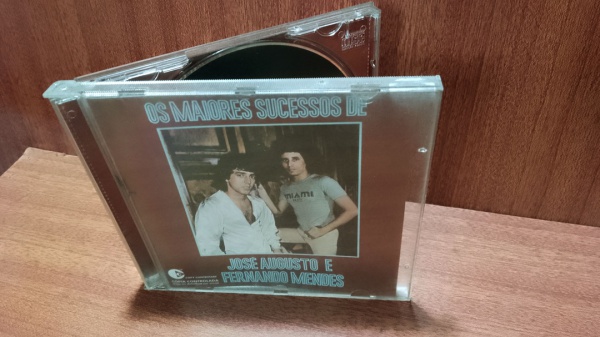 OS MAIORES SUCESSOS DE
MIAMI
JOSÉ AUGUSTO E
FERNANDO MENDES